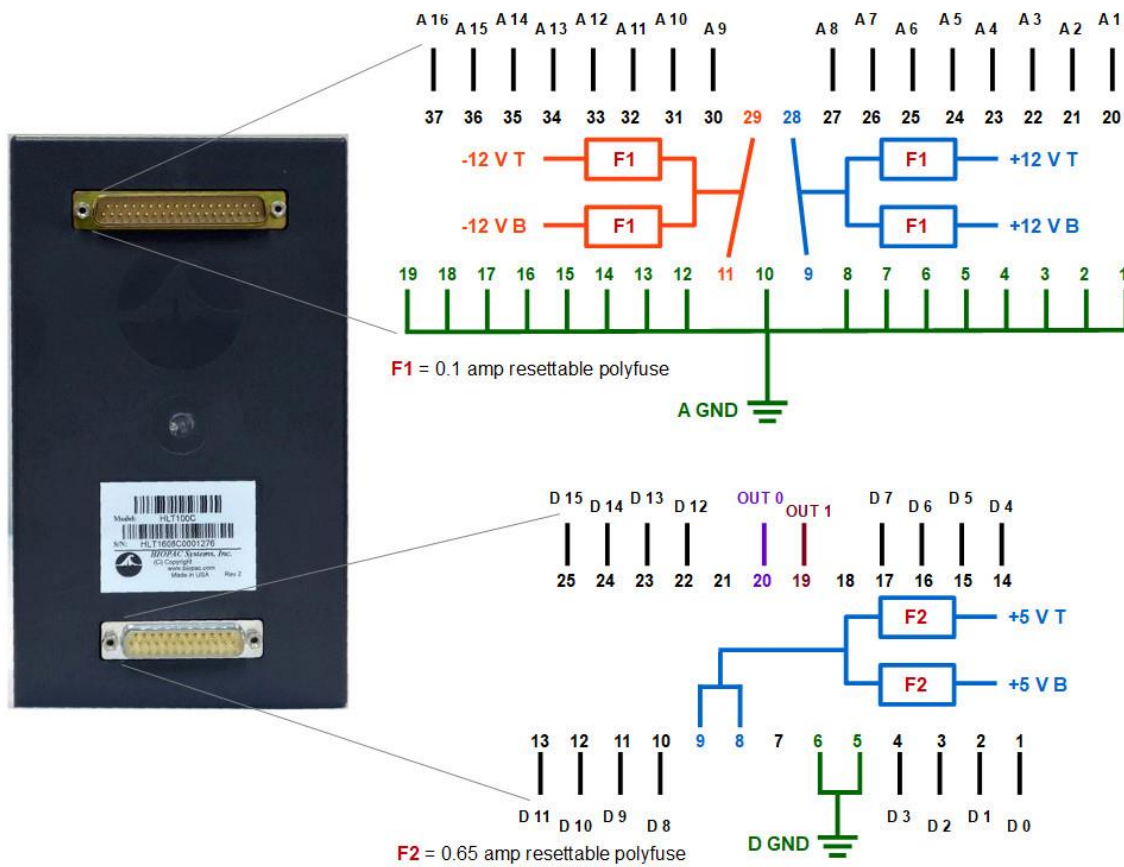 A 16 A 15 A 14 A 13 A 12 A 11 A 10 A 9 A 8 A 7 A 6 A 5 A 4 A 3 A 2 A 1
37 36 35 34 33 32 31 30 29 28 27 26 25 24 23 22 21 20
-12 V T F1 F1 +12 V T
-12 V B F1 F1 +12 V B
19 18 17 16 15 14 13 12 11 10 9 8 7 6 5 4 3 2 1
F1 = 0.1 amp resettable polyfuse
A GND
Model: HLT100C
S/N: HLT1608C0001276
BIOPAC Systems, Inc.
(C) Copyright
www.biopac.com
Made in USA Rev 2
D 15 D 14 D 13 D 12 OUT 0 OUT 1 D 7 D 6 D 5 D 4
25 24 23 22 21 20 19 18 17 16 15 14
F2 +5 V T
F2 +5 V B
13 12 11 10 9 8 7 6 5 4 3 2 1
D 11 D 10 D 9 D 8 D 3 D 2 D 1 D 0
D GND
F2 = 0.65 amp resettable polyfuse